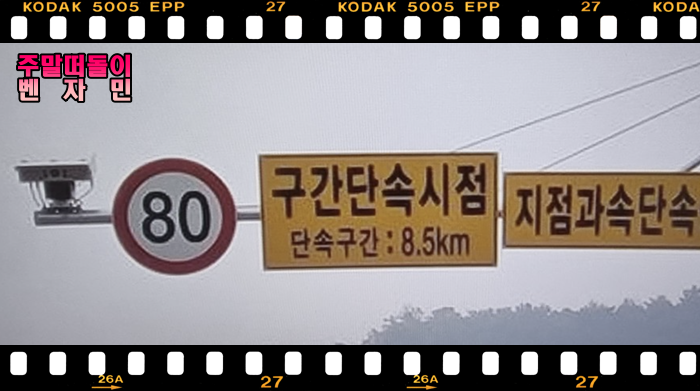 KODAK 5005 EPP 27 KODAK 5005 EPP 27 KODA
주말떠돌이
벤 자 민
80
구간단속시점
단속구간 : 8.5km
지점과속단속
26A 27 26A 27